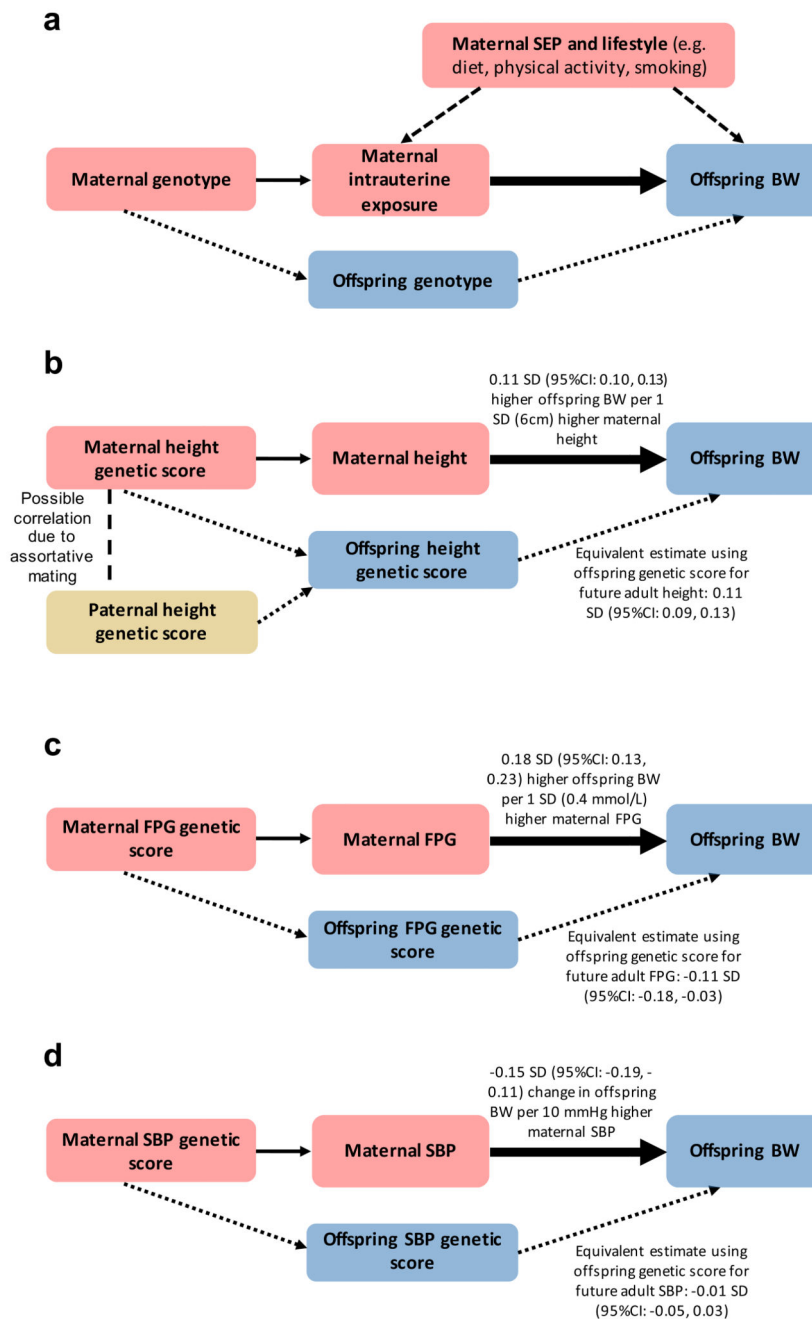 a
Maternal SEP and lifestyle (e.g.
diet, physical activity, smoking)
Maternal genotype
Maternal
intrauterine
exposure
Offspring BW
Offspring genotype
b
0.11 SD (95%CI: 0.10, 0.13)
higher offspring BW per 1
SD (6cm) higher maternal
height
Maternal height
genetic score
Maternal height
Offspring BW
Possible
correlation
due to
assortative
mating
Offspring height
genetic score
Equivalent estimate using
offspring genetic score for
future adult height: 0.11
SD (95%CI: 0.09, 0.13)
Paternal height
genetic score
c
0.18 SD (95%CI: 0.13,
0.23) higher offspring BW
per 1 SD (0.4 mmol/L)
higher maternal FPG
Maternal FPG genetic
score
Maternal FPG
Offspring BW
Offspring FPG genetic
score
Equivalent estimate using
offspring genetic score for
future adult FPG: -0.11 SD
(95%CI: -0.18, -0.03)
d
-0.15 SD (95%CI: -0.19, -
0.11) change in offspring
BW per 10 mmHg higher
maternal SBP
Maternal SBP genetic
score
Maternal SBP
Offspring BW
Offspring SBP genetic
score
Equivalent estimate using
offspring genetic score for
future adult SBP: -0.01 SD
(95%CI: -0.05, 0.03)